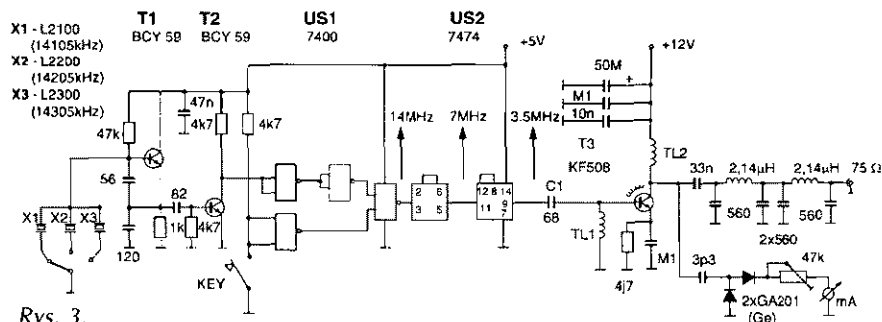 X1 - L2100
(14105kHz)
X2 - L2200
(14205kHz)
X3 - L2300
(14305kHz)
T1
BCY 59
T2
BCY 59
US1
7400
US2
7474
+5V
+12V
50M
+
M1
10n
T3
KF508
TL2
47k
47n
4k7
4k7
14MHz
7MHz
3.5MHz
33n
2,14µH
2,14µH
75 Ω
56
82
1k
4k7
120
X1
X2
X3
KEY
2 6
3 5
12 8 14
11 9
7
C1
68
TL1
4j7
M1
560
2x560
560
3p3
47k
mA
2xGA201
(Ge)
Rys. 3.